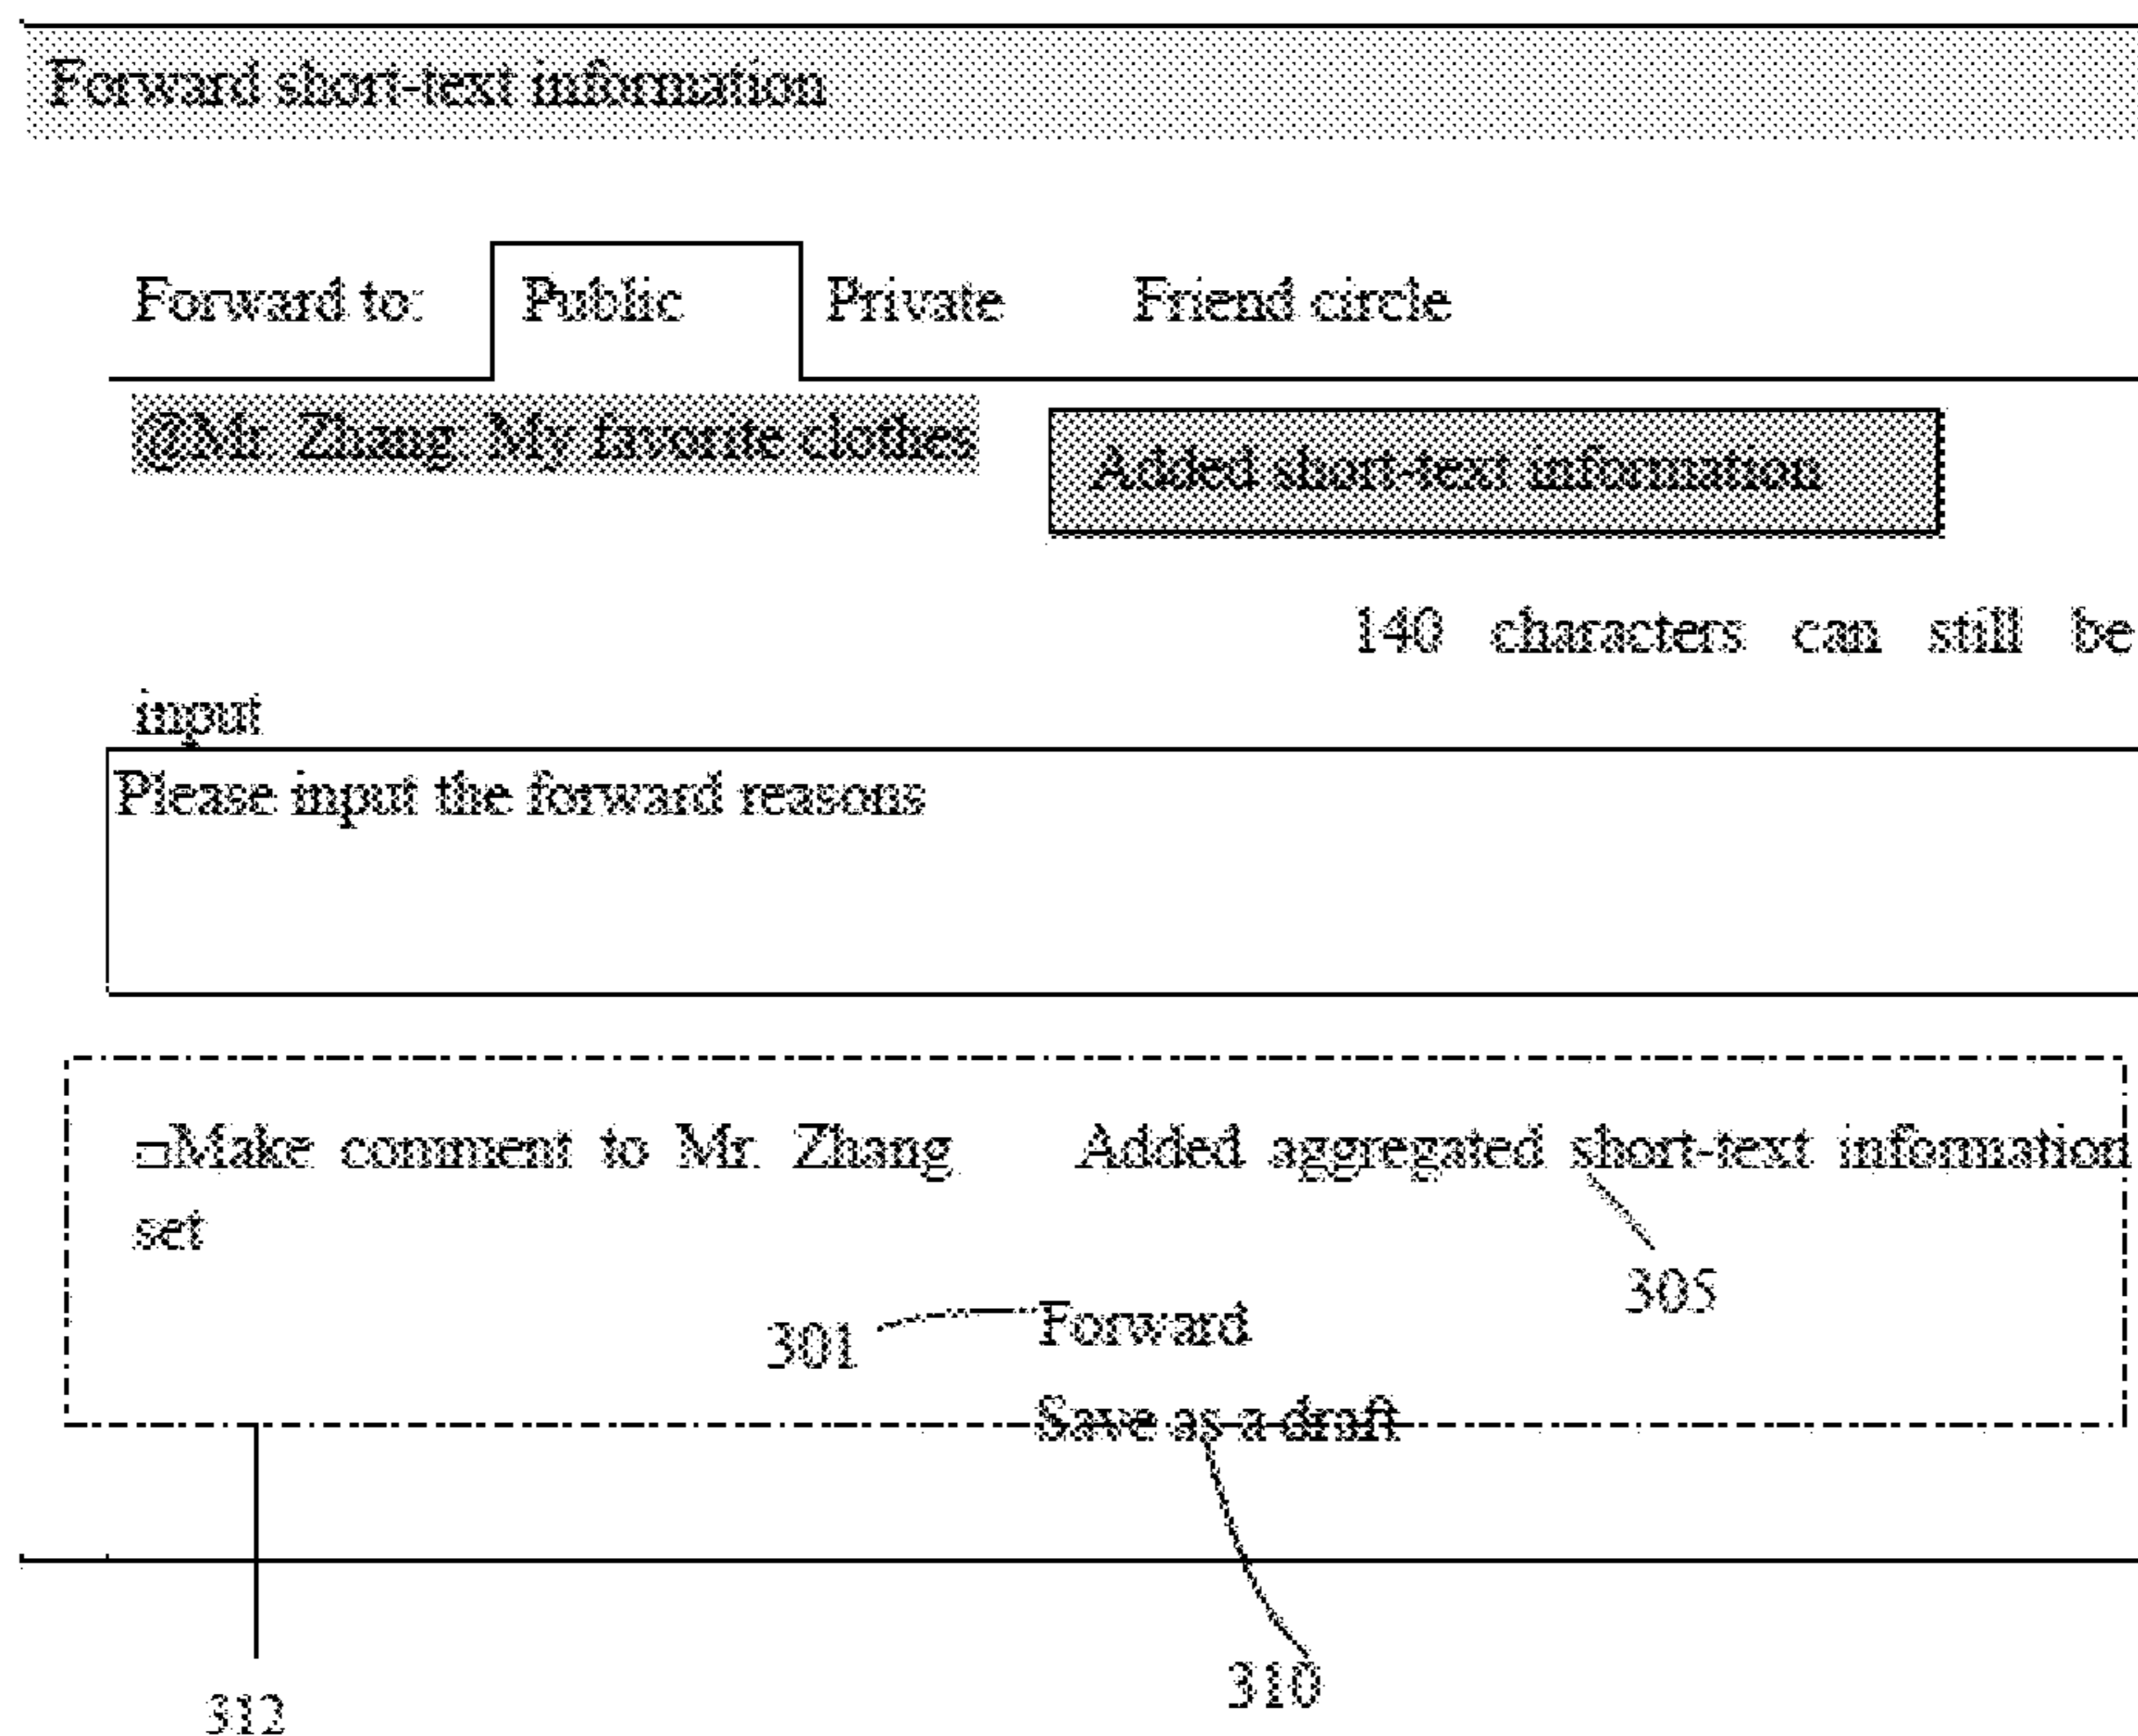 Forward short-text information
Forward to: Public Private Friend circle
@Mr. Zhang My favorite clothes
Added short-text information
140 characters can still be
input
Please input the forward reasons
□Make comment to Mr. Zhang Added aggregated short-text information
set
305
301 Forward
Save as a draft
310
312